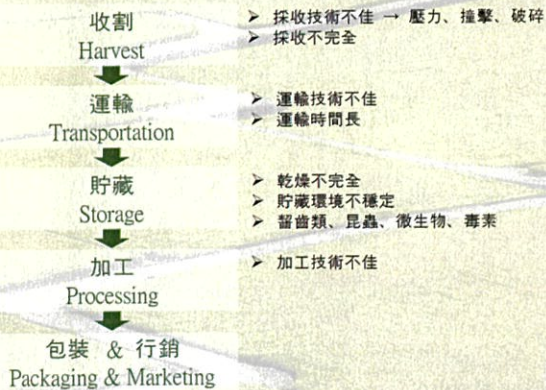 收割
Harvest
➢ 採收技術不佳 → 壓力、撞擊、破碎
➢ 採收不完全
運輸
Transportation
➢ 運輸技術不佳
➢ 運輸時間長
貯藏
Storage
➢ 乾燥不完全
➢ 貯藏環境不穩定
➢ 齧齒類、昆蟲、微生物、毒素
加工
Processing
➢ 加工技術不佳
包裝 & 行銷
Packaging & Marketing